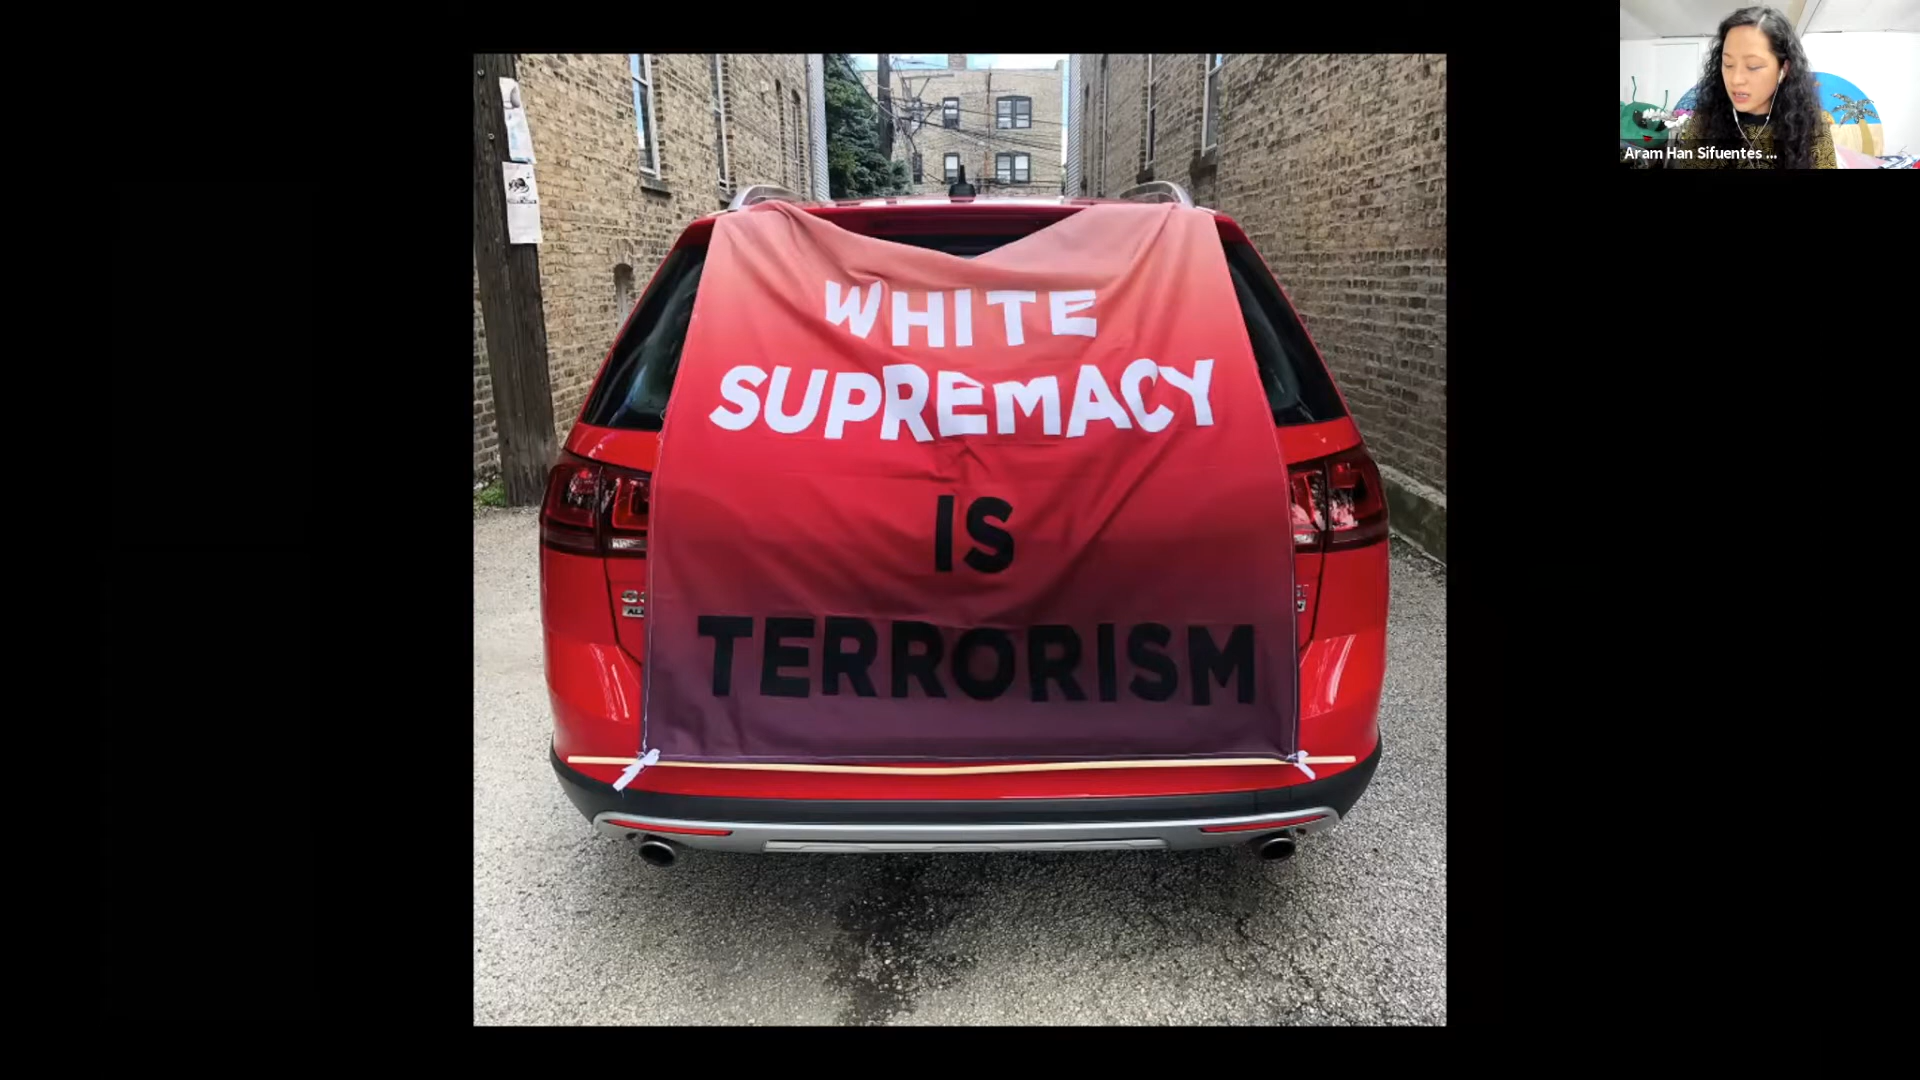 WHITE
SUPREMACY
IS
TERRORISM
Aram Han Sifuentes ...